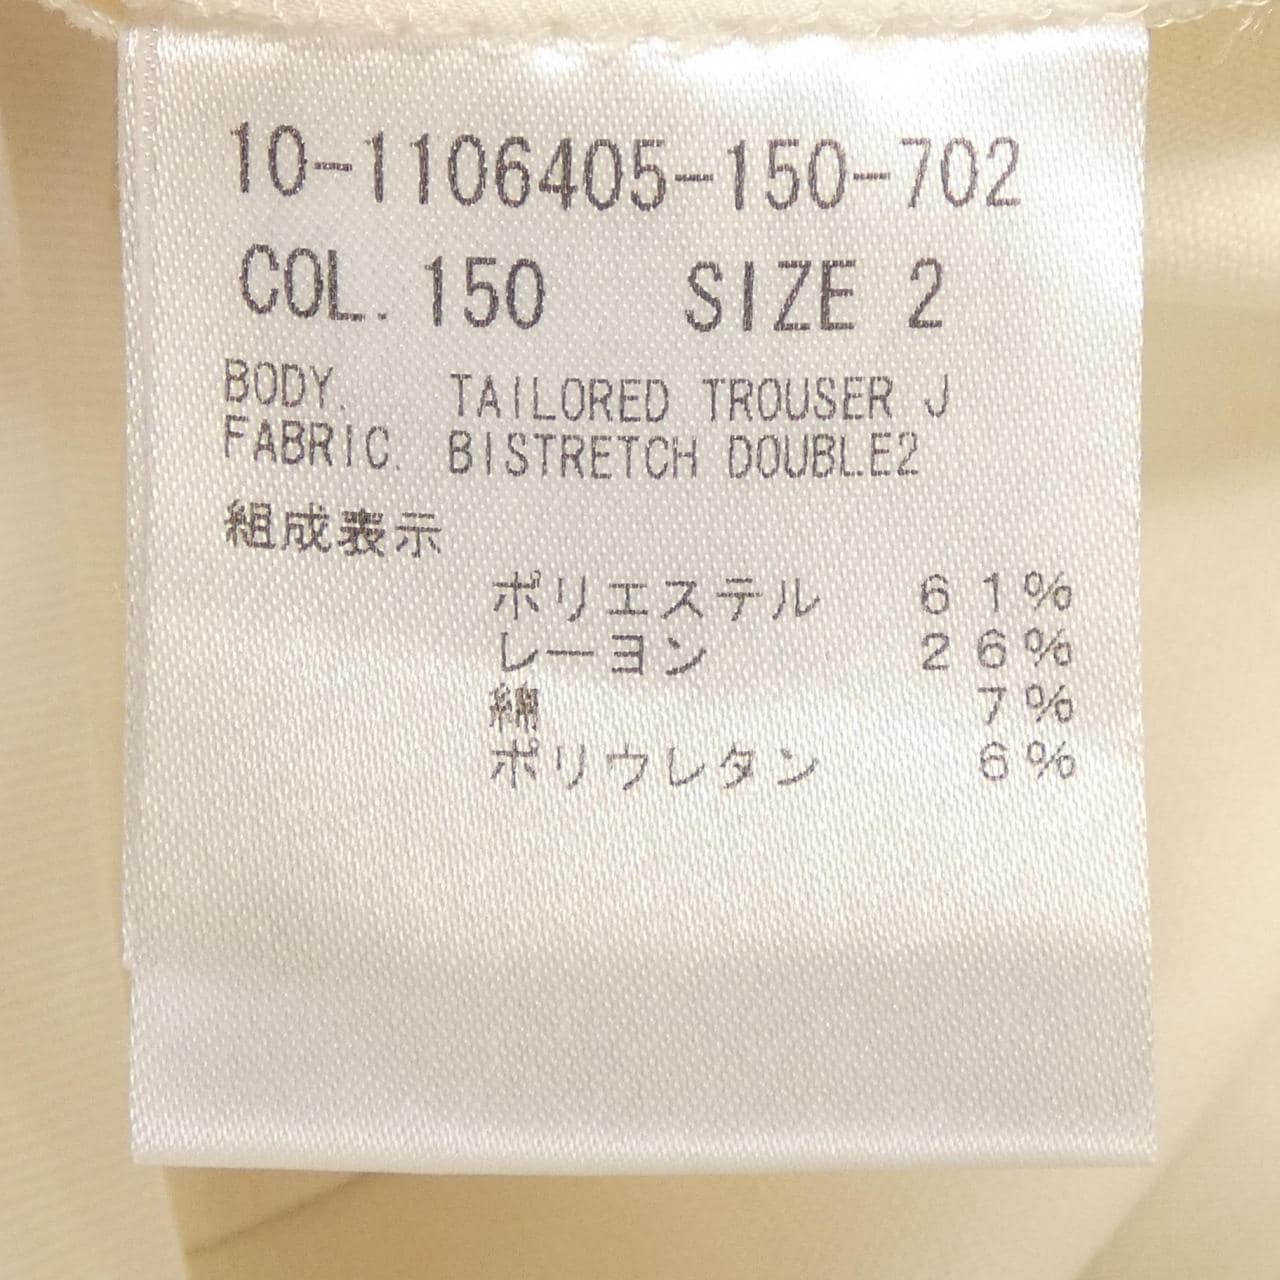 10-1106405-150-702
COL. 150 SIZE 2
BODY. TAILORED TROUSER J
FABRIC. BISTRETCH DOUBLE2
組成表示
ポリエステル 61%
レーヨン 26%
絹 7%
ポリウレタン 6%